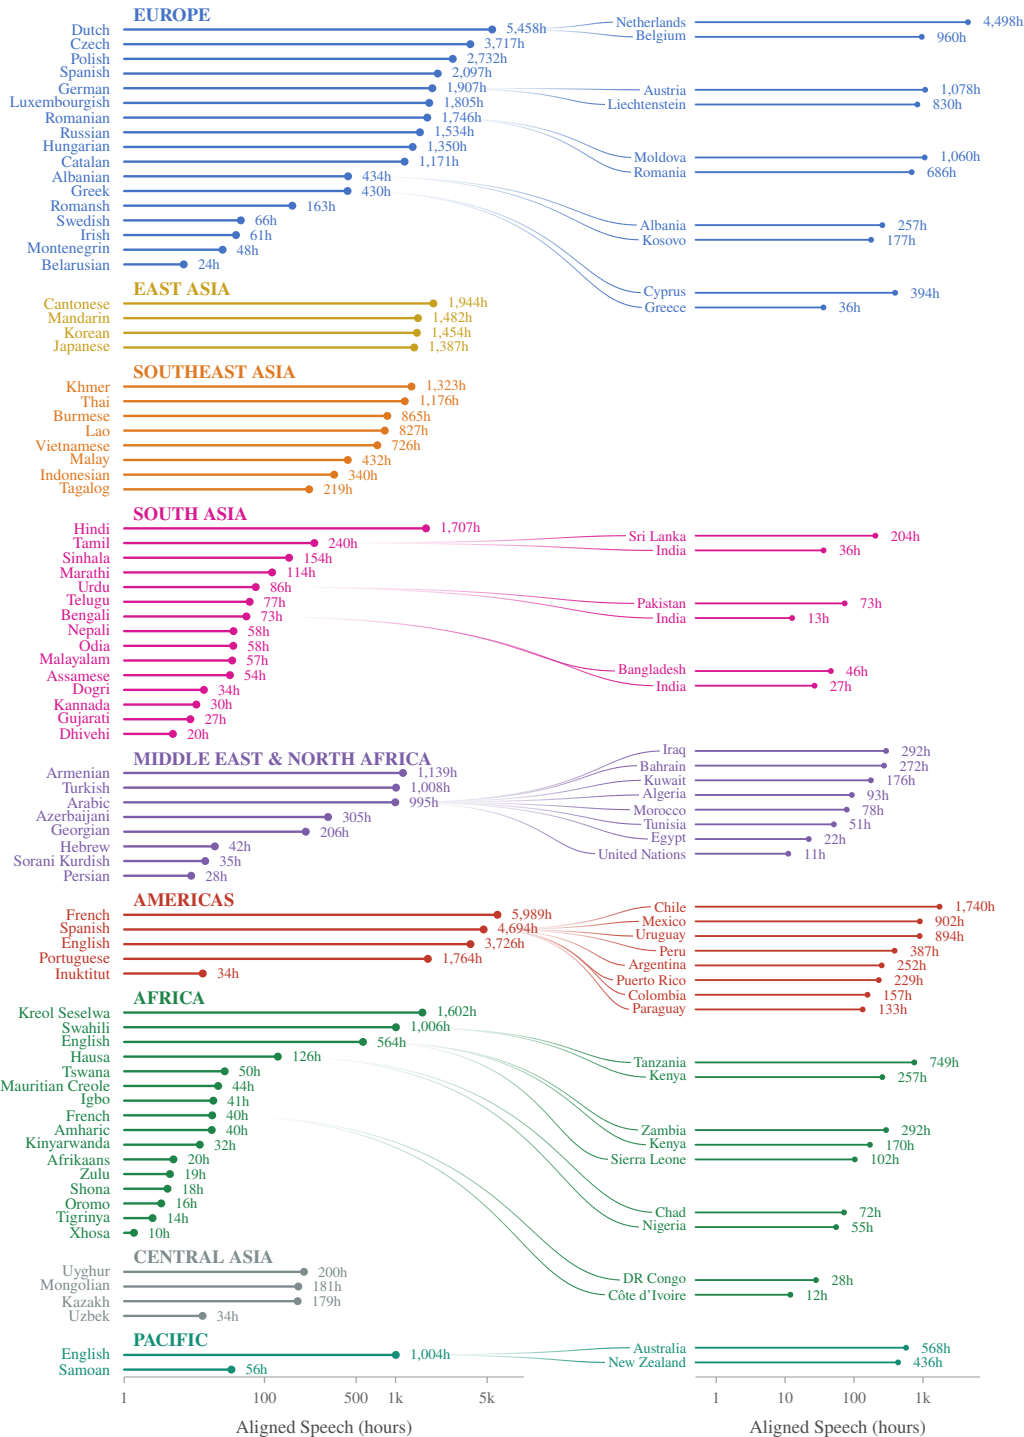 EUROPE
Dutch 5,458h
Czech 3,717h
Polish 2,732h
Spanish 2,097h
German 1,907h
Luxembourgish 1,805h
Romanian 1,746h
Russian 1,534h
Hungarian 1,350h
Catalan 1,171h
Albanian 434h
Greek 430h
Romansh 163h
Swedish 66h
Irish 61h
Montenegrin 48h
Belarusian 24h
Netherlands 4,498h
Belgium 960h
Austria 1,078h
Liechtenstein 830h
Moldova 1,060h
Romania 686h
Albania 257h
Kosovo 177h
Cyprus 394h
Greece 36h
EAST ASIA
Cantonese 1,944h
Mandarin 1,482h
Korean 1,454h
Japanese 1,387h
SOUTHEAST ASIA
Khmer 1,323h
Thai 1,176h
Burmese 865h
Lao 827h
Vietnamese 726h
Malay 432h
Indonesian 340h
Tagalog 219h
SOUTH ASIA
Hindi 1,707h
Tamil 240h
Sinhala 154h
Marathi 114h
Urdu 86h
Telugu 77h
Bengali 73h
Nepali 58h
Odia 58h
Malayalam 57h
Assamese 54h
Dogri 34h
Kannada 30h
Gujarati 27h
Dhivehi 20h
Sri Lanka 204h
India 36h
Pakistan 73h
India 13h
Bangladesh 46h
India 27h
MIDDLE EAST & NORTH AFRICA
Armenian 1,139h
Turkish 1,008h
Arabic 995h
Azerbaijani 305h
Georgian 206h
Hebrew 42h
Sorani Kurdish 35h
Persian 28h
Iraq 292h
Bahrain 272h
Kuwait 176h
Algeria 93h
Morocco 78h
Tunisia 51h
Egypt 22h
United Nations 11h
AMERICAS
French 5,989h
Spanish 4,694h
English 3,726h
Portuguese 1,764h
Inuktitut 34h
Chile 1,740h
Mexico 902h
Uruguay 894h
Peru 387h
Argentina 252h
Puerto Rico 229h
Colombia 157h
Paraguay 133h
AFRICA
Kreol Seselwa 1,602h
Swahili 1,006h
English 564h
Hausa 126h
Tswana 50h
Mauritian Creole 44h
Igbo 41h
French 40h
Amharic 40h
Kinyarwanda 32h
Afrikaans 20h
Zulu 19h
Shona 18h
Oromo 16h
Tigrinya 14h
Xhosa 10h
Tanzania 749h
Kenya 257h
Zambia 292h
Kenya 170h
Sierra Leone 102h
Chad 72h
Nigeria 55h
DR Congo 28h
Côte d'Ivoire 12h
CENTRAL ASIA
Uyghur 200h
Mongolian 181h
Kazakh 179h
Uzbek 34h
PACIFIC
English 1,004h
Samoan 56h
Australia 568h
New Zealand 436h
1 100 500 1k 5k
Aligned Speech (hours)
1 10 100 1k
Aligned Speech (hours)